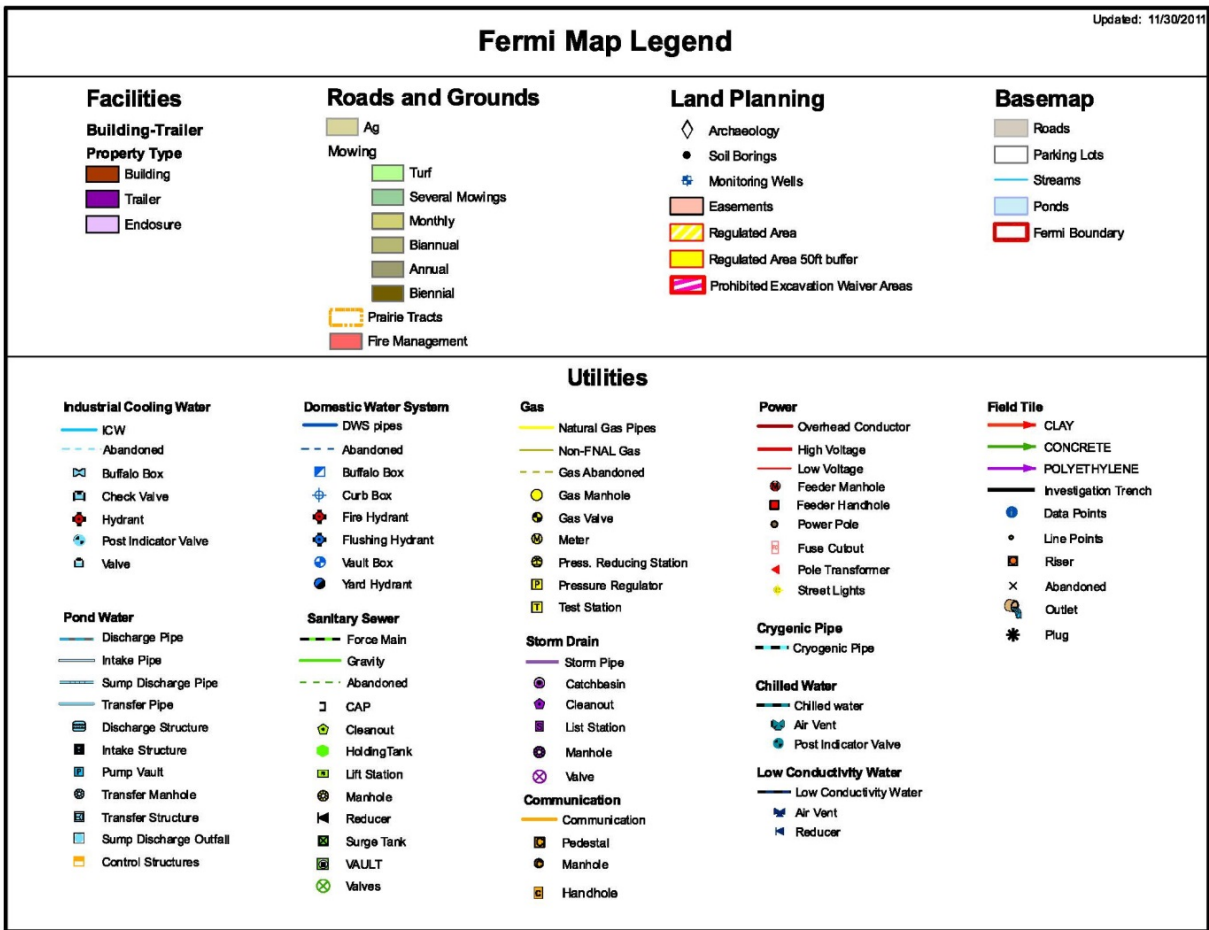 Updated: 11/30/2011
Fermi Map Legend
Facilities
Building-Trailer
Property Type
Building
Trailer
Enclosure
Roads and Grounds
Ag
Mowing
Turf
Several Mowings
Monthly
Biannual
Annual
Biennial
Prairie Tracts
Fire Management
Land Planning
Archaeology
Soil Borings
Monitoring Wells
Easements
Regulated Area
Regulated Area 50ft buffer
Prohibited Excavation Waiver Areas
Basemap
Roads
Parking Lots
Streams
Ponds
Fermi Boundary
Utilities
Industrial Cooling Water
ICW
Abandoned
Buffalo Box
Check Valve
Hydrant
Post Indicator Valve
Valve
Pond Water
Discharge Pipe
Intake Pipe
Sump Discharge Pipe
Transfer Pipe
Discharge Structure
Intake Structure
P Pump Vault
Transfer Manhole
Transfer Structure
Sump Discharge Outfall
Control Structures
Domestic Water System
DWS pipes
Abandoned
Buffalo Box
Curb Box
Fire Hydrant
Flushing Hydrant
Vault Box
Yard Hydrant
Sanitary Sewer
Force Main
Gravity
Abandoned
CAP
Cleanout
HoldingTank
Lift Station
Manhole
Reducer
Surge Tank
VAULT
Valves
Gas
Natural Gas Pipes
Non-FNAL Gas
Gas Abandoned
Gas Manhole
Gas Valve
M Meter
Press. Reducing Station
P Pressure Regulator
T Test Station
Storm Drain
Storm Pipe
Catchbasin
Cleanout
S List Station
Manhole
Valve
Communication
Communication
C Pedestal
C Manhole
C Handhole
Power
Overhead Conductor
High Voltage
Low Voltage
M Feeder Manhole
Feeder Handhole
Power Pole
FC Fuse Cutout
Pole Transformer
Street Lights
Crygenic Pipe
Cryogenic Pipe
Chilled Water
Chilled water
Air Vent
Post Indicator Valve
Low Conductivity Water
Low Conductivity Water
Air Vent
Reducer
Field Tile
CLAY
CONCRETE
POLYETHYLENE
Investigation Trench
Data Points
Line Points
Riser
Abandoned
Outlet
Plug